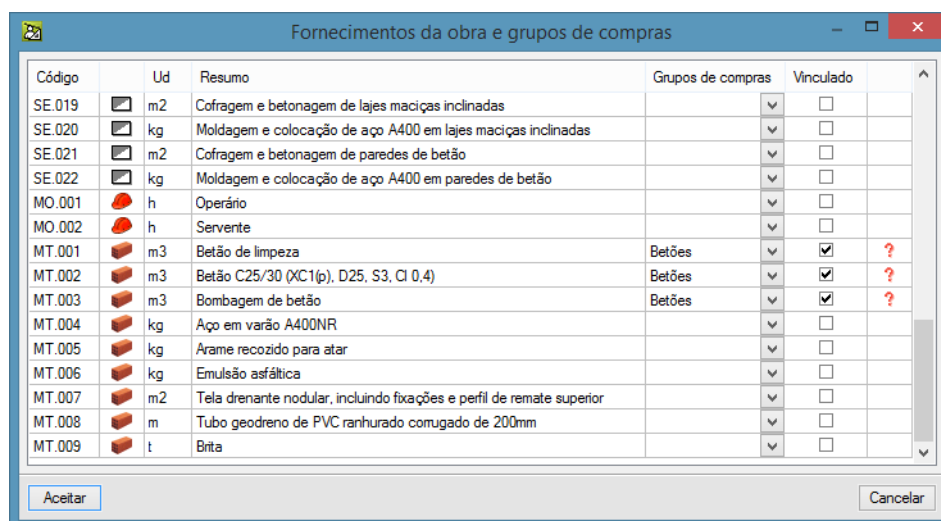 Fornecimentos da obra e grupos de compras
Código Ud Resumo Grupos de compras Vinculado
SE.019 m2 Cofragem e betonagem de lajes maciças inclinadas
SE.020 kg Moldagem e colocação de aço A400 em lajes maciças inclinadas
SE.021 m2 Cofragem e betonagem de paredes de betão
SE.022 kg Moldagem e colocação de aço A400 em paredes de betão
MO.001 h Operário
MO.002 h Servente
MT.001 m3 Betão de limpeza Betões ?
MT.002 m3 Betão C25/30 (XC1(p), D25, S3, Cl 0,4) Betões ?
MT.003 m3 Bombagem de betão Betões ?
MT.004 kg Aço em varão A400NR
MT.005 kg Arame recozido para atar
MT.006 kg Emulsão asfáltica
MT.007 m2 Tela drenante nodular, incluindo fixações e perfil de remate superior
MT.008 m Tubo geodreno de PVC ranhurado corrugado de 200mm
MT.009 t Brita
Aceitar Cancelar